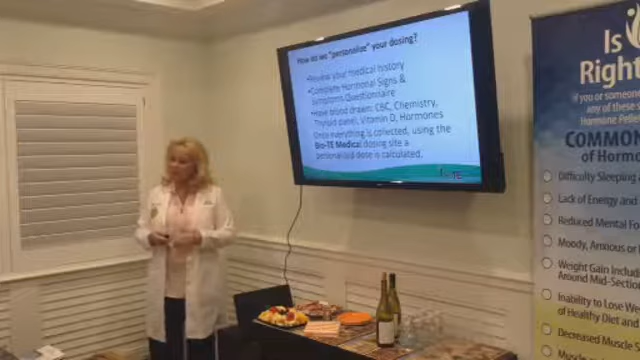 How do we "personalize" your dosing?
•Review your medical history
•Complete Hormonal Signs &
Symptoms Questionnaire
•Have blood drawn: CBC, Chemistry,
Thyroid panel, Vitamin D, Hormones
Once everything is collected, using the
Bio-TE Medical dosing site a
personalized dose is calculated.
Is
Right
if you or someone
any of these
Hormone Pelle
COMMON
of Hormo
Difficulty Sleeping
Lack of Energy and
Reduced Mental Fo
Moody, Anxious or
Weight Gain Includ
Around Mid-Section
Inability to Lose We
of Healthy Diet and
Decreased Muscle
Muscle